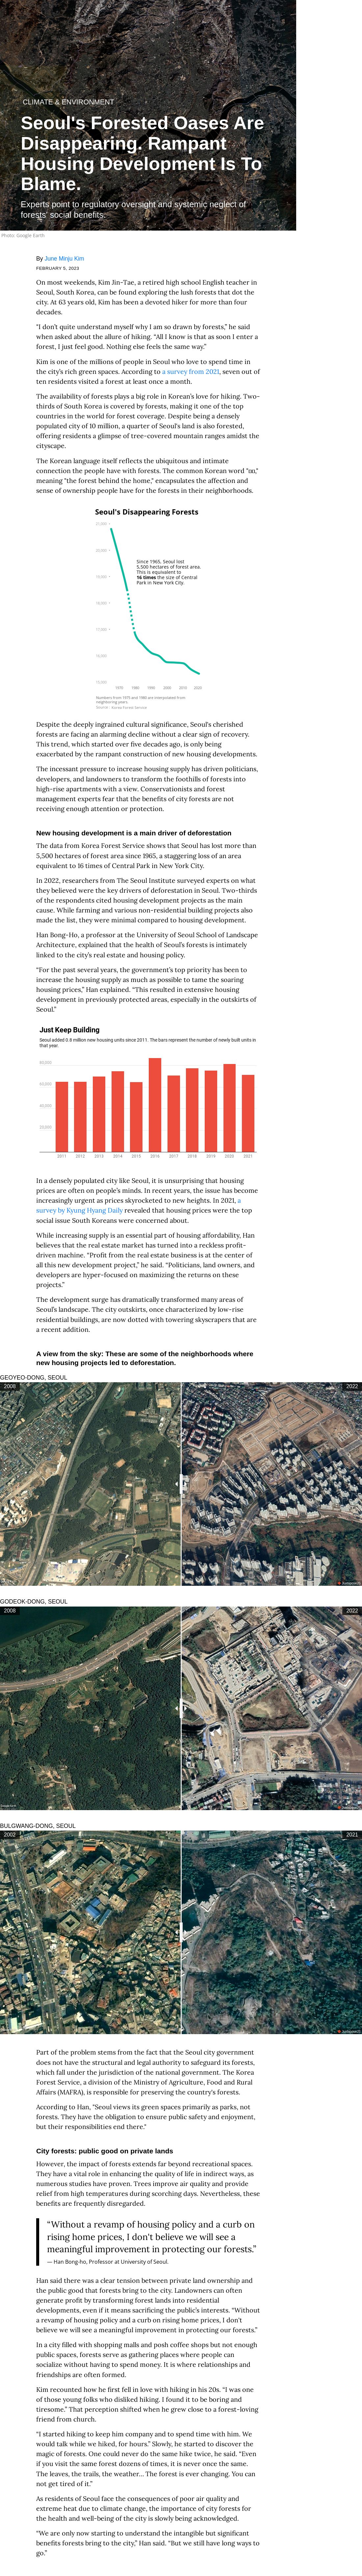 CLIMATE & ENVIRONMENT
Seoul's Forested Oases Are
Disappearing. Rampant
Housing Development Is To
Blame.
Experts point to regulatory oversight and systemic neglect of
forests' social benefits.
Photo: Google Earth
By June Minju Kim
FEBRUARY 5, 2023
On most weekends, Kim Jin-Tae, a retired high school English teacher in
Seoul, South Korea, can be found exploring the lush forests that dot the
city. At 63 years old, Kim has been a devoted hiker for more than four
decades.
"I don't quite understand myself why I am so drawn by forests," he said
when asked about the allure of hiking. “All I know is that as soon I enter a
forest, I just feel good. Nothing else feels the same way.”
Kim is one of the millions of people in Seoul who love to spend time in
the city’s rich green spaces. According to a survey from 2021, seven out of
ten residents visited a forest at least once a month.
The availability of forests plays a big role in Korean’s love for hiking. Two-
thirds of South Korea is covered by forests, making it one of the top
countries in the world for forest coverage. Despite being a densely
populated city of 10 million, a quarter of Seoul's land is also forested,
offering residents a glimpse of tree-covered mountain ranges amidst the
cityscape.
The Korean language itself reflects the ubiquitous and intimate
meaning "the forest behind the home," encapsulates the affection and
sense of ownership people have for the forests in their neighborhoods.
Seoul's Disappearing Forests
21,000
20,000
19,000
18,000
17,000
16,000
15,000
Since 1965, Seoul lost
5,500 hectares of forest area.
This is equivalent to
16 times the size of Central
Park in New York City.
1970 1980 1990 2000 2010 2020
Numbers from 1975 and 1980 are interpolated from
neighboring years.
Source: Korea Forest Service
Despite the deeply ingrained cultural significance, Seoul’s cherished
forests are facing an alarming decline without a clear sign of recovery.
This trend, which started over five decades ago, is only being
exacerbated by the rampant construction of new housing developments.
The incessant pressure to increase housing supply has driven politicians,
developers, and landowners to transform the foothills of forests into
high-rise apartments with a view. Conservationists and forest
management experts fear that the benefits of city forests are not
receiving enough attention or protection.
New housing development is a main driver of deforestation
The data from Korea Forest Service shows that Seoul has lost more than
5,500 hectares of forest area since 1965, a staggering loss of an area
equivalent to 16 times of Central Park in New York City.
In 2022, researchers from The Seoul Institute surveyed experts on what
they believed were the key drivers of deforestation in Seoul. Two-thirds
of the respondents cited housing development projects as the main
cause. While farming and various non-residential building projects also
made the list, they were minimal compared to housing development.
Han Bong-Ho, a professor at the University of Seoul School of Landscape
Architecture, explained that the health of Seoul’s forests is intimately
linked to the city’s real estate and housing policy.
“For the past several years, the government’s top priority has been to
increase the housing supply as much as possible to tame the soaring
housing prices,” Han explained. “This resulted in extensive housing
development in previously protected areas, especially in the outskirts of
Seoul.”
Just Keep Building
Seoul added 0.8 million new housing units since 2011. The bars represent the number of newly built units in
that year.
80,000
60,000
40,000
20,000
2011 2012 2013 2014 2015 2016 2017 2018 2019 2020 2021
In a densely populated city like Seoul, it is unsurprising that housing
prices are often on people’s minds. In recent years, the issue has become
increasingly urgent as prices skyrocketed to new heights. In 2021, a
survey by Kyung Hyang Daily revealed that housing prices were the top
social issue South Koreans were concerned about.
While increasing supply is an essential part of housing affordability, Han
believes that the real estate market has turned into a reckless profit-
driven machine. “Profit from the real estate business is at the center of
all this new development project,” he said. “Politicians, land owners, and
developers are hyper-focused on maximizing the returns on these
projects.”
The development surge has dramatically transformed many areas of
Seoul’s landscape. The city outskirts, once characterized by low-rise
residential buildings, are now dotted with towering skyscrapers that are
a recent addition.
A view from the sky: These are some of the neighborhoods where
new housing projects led to deforestation.
GEOYEO-DONG, SEOUL
2008
2022
GODEOK-DONG, SEOUL
2008
2022
BULGWANG-DONG, SEOUL
2002
2021
Part of the problem stems from the fact that the Seoul city government
does not have the structural and legal authority to safeguard its forests,
which fall under the jurisdiction of the national government. The Korea
Forest Service, a division of the Ministry of Agriculture, Food and Rural
Affairs (MAFRA), is responsible for preserving the country’s forests.
According to Han, "Seoul views its green spaces primarily as parks, not
forests. They have the obligation to ensure public safety and enjoyment,
but their responsibilities end there."
City forests: public good on private lands
However, the impact of forests extends far beyond recreational spaces.
They have a vital role in enhancing the quality of life in indirect ways, as
numerous studies have proven. Trees improve air quality and provide
relief from high temperatures during scorching days. Nevertheless, these
benefits are frequently disregarded.
“Without a revamp of housing policy and a curb on
rising home prices, I don't believe we will see a
meaningful improvement in protecting our forests.”
— Han Bong-ho, Professor at University of Seoul.
Han said there was a clear tension between private land ownership and
the public good that forests bring to the city. Landowners can often
generate profit by transforming forest lands into residential
developments, even if it means sacrificing the public’s interests. “Without
a revamp of housing policy and a curb on rising home prices, I don't
believe we will see a meaningful improvement in protecting our forests.”
In a city filled with shopping malls and posh coffee shops but not enough
public spaces, forests serve as gathering places where people can
socialize without having to spend money. It is where relationships and
friendships are often formed.
Kim recounted how he first fell in love with hiking in his 20s. “I was one
of those young folks who disliked hiking. I found it to be boring and
tiresome.” That perception shifted when he grew close to a forest-loving
friend from church.
“I started hiking to keep him company and to spend time with him. We
would talk while we hiked, for hours.” Slowly, he started to discover the
magic of forests. One could never do the same hike twice, he said. “Even
if you visit the same forest dozens of times, it is never once the same.
The leaves, the trails, the weather… The forest is ever changing. You can
not get tired of it.”
As residents of Seoul face the consequences of poor air quality and
extreme heat due to climate change, the importance of city forests for
the health and well-being of the city is slowly being acknowledged.
“We are only now starting to understand the intangible but significant
benefits forests bring to the city,” Han said. “But we still have long ways to
go.”